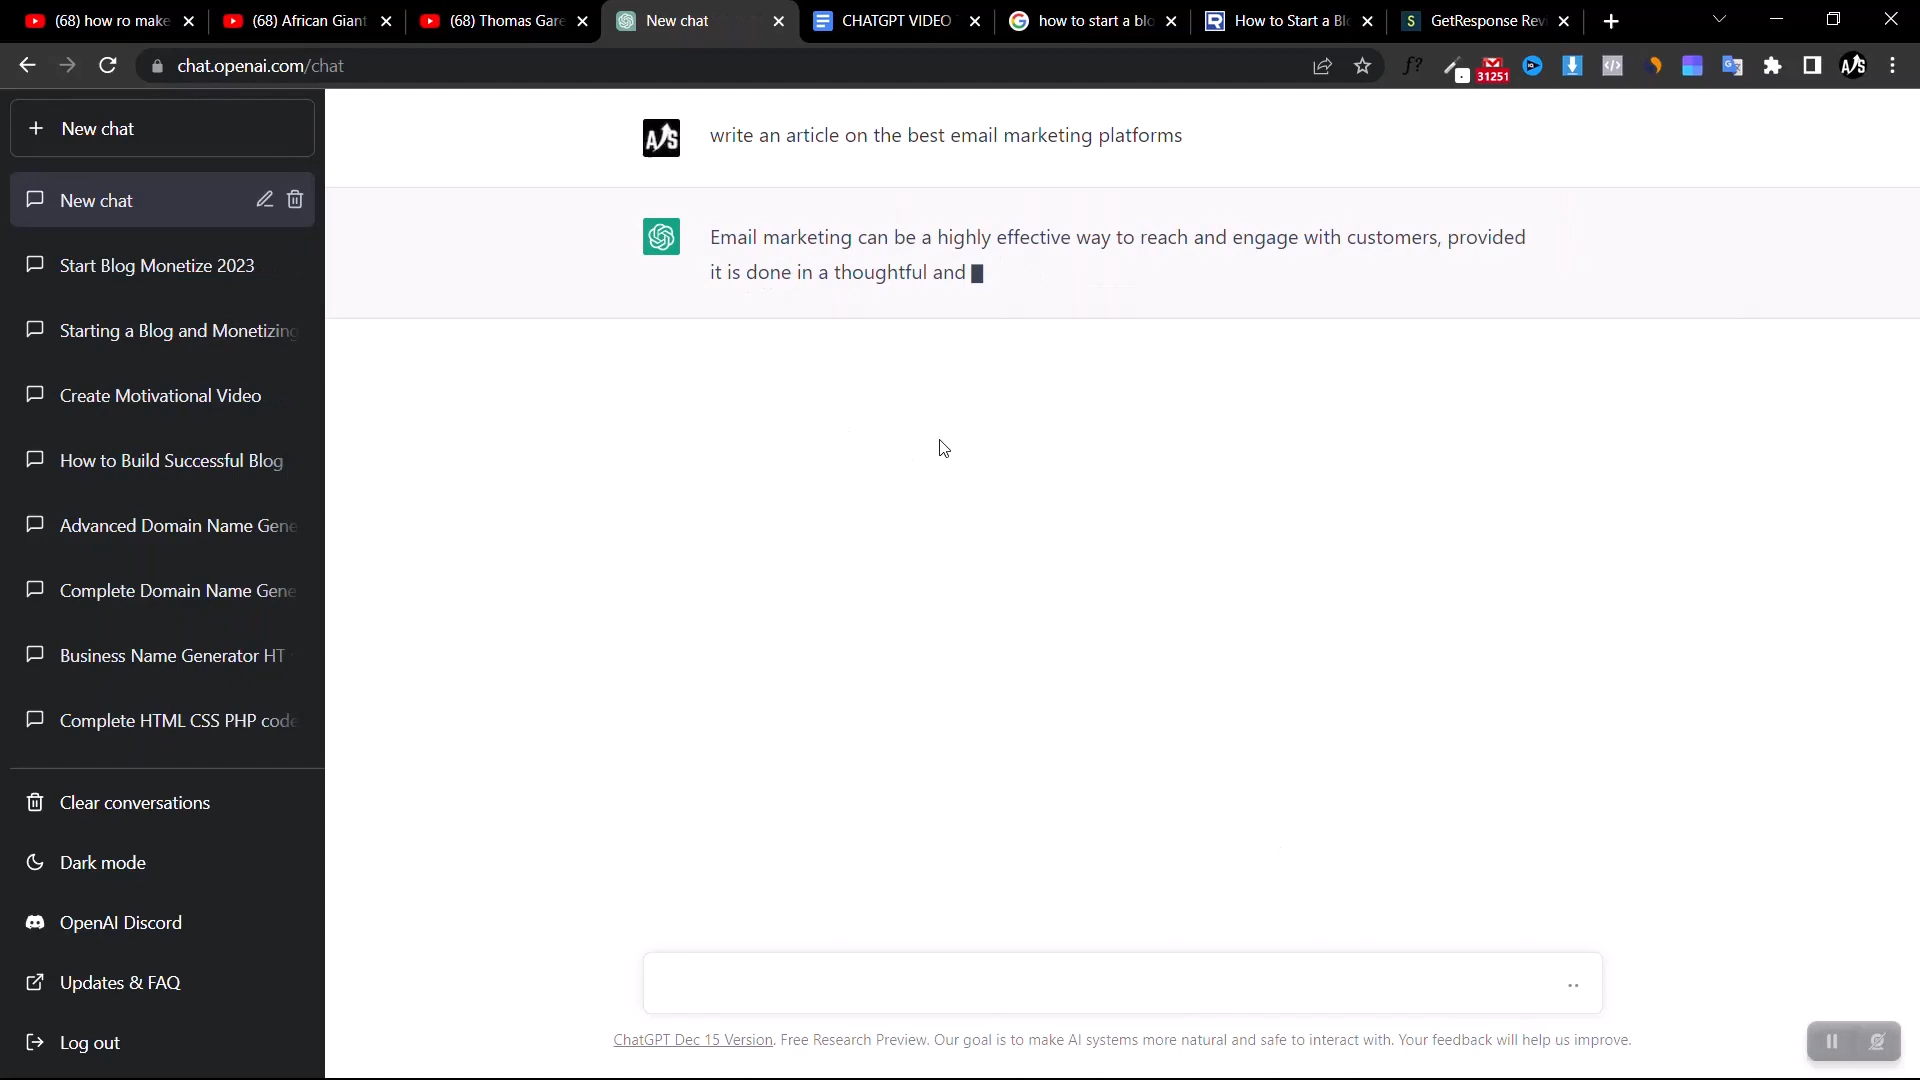 (68) how ro make
(68) African Giant
(68) Thomas Gare
New chat
CHATGPT VIDEO
how to start a blo
How to Start a Bl
GetResponse Rev
chat.openai.com/chat
31251
New chat
New chat
Start Blog Monetize 2023
Starting a Blog and Monetizing
Create Motivational Video
How to Build Successful Blog
Advanced Domain Name Gene
Complete Domain Name Gene
Business Name Generator HT
Complete HTML CSS PHP code
Clear conversations
Dark mode
OpenAI Discord
Updates & FAQ
Log out
write an article on the best email marketing platforms
Email marketing can be a highly effective way to reach and engage with customers, provided
it is done in a thoughtful and
ChatGPT Dec 15 Version. Free Research Preview. Our goal is to make AI systems more natural and safe to interact with. Your feedback will help us improve.